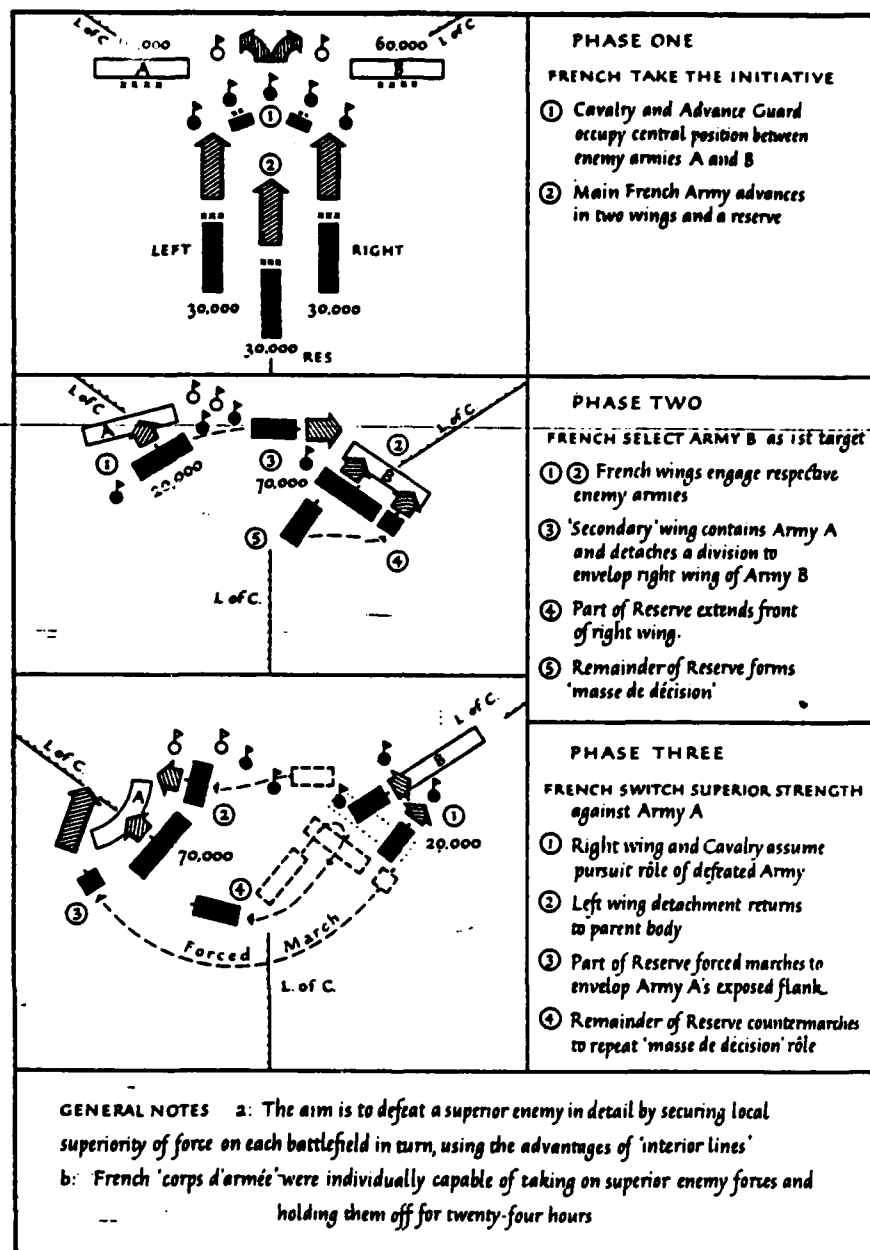 L of C
,000
60,000
L of C
A
B
①
②
LEFT
RIGHT
30,000
30,000
30,000 RES
PHASE ONE
FRENCH TAKE THE INITIATIVE
① Cavalry and Advance Guard
occupy central position between
enemy armies A and B
② Main French Army advances
in two wings and a reserve
L of C
A
①
20,000
③
70,000
②
B
L of C
⑤
④
L of C.
PHASE TWO
FRENCH SELECT ARMY B as 1st target
① ② French wings engage respective
enemy armies
③ 'Secondary' wing contains Army A
and detaches a division to
envelop right wing of Army B
④ Part of Reserve extends front
of right wing.
⑤ Remainder of Reserve forms
'masse de décision'
L of C.
A
②
70,000
③
④
Forced March
L of C.
B
①
20,000
L. of C.
PHASE THREE
FRENCH SWITCH SUPERIOR STRENGTH
against Army A
① Right wing and Cavalry assume
pursuit rôle of defeated Army
② Left wing detachment returns
to parent body
③ Part of Reserve forced marches to
envelop Army A's exposed flank
④ Remainder of Reserve countermarches
to repeat 'masse de décision' rôle
GENERAL NOTES a: The aim is to defeat a superior enemy in detail by securing local
superiority of force on each battlefield in turn, using the advantages of 'interior lines'
b: French 'corps d'armée' were individually capable of taking on superior enemy forces and
holding them off for twenty-four hours